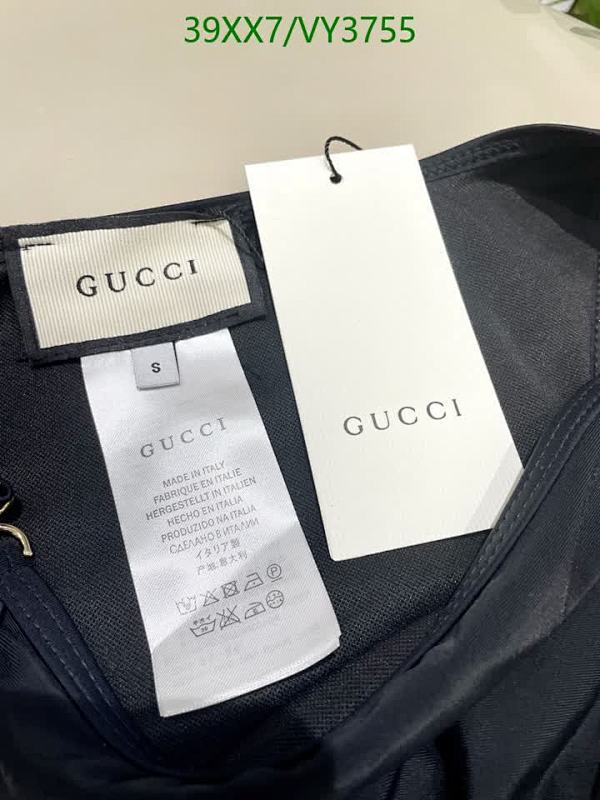 39XX7/VY3755
GUCCI
S
GUCCI
MADE IN ITALY
FABRIQUE EN ITALIE
HERGESTELLT IN ITALIEN
HECHO EN ITALIA
PRODUZIDO NA ITALIA
СДЕЛАНО В ИТАЛИИ
イタリア製
产地:意大利
GUCCI